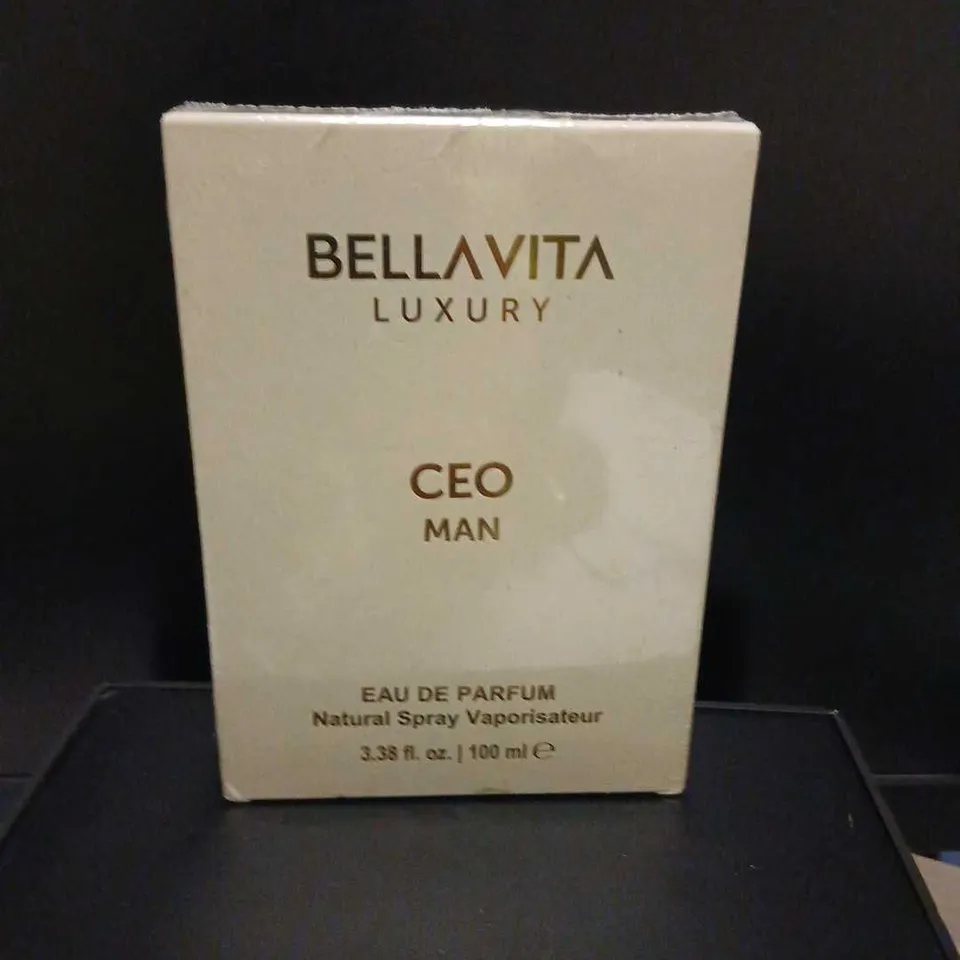 BELLAVITA
LUXURY
CEO
MAN
EAU DE PARFUM
Natural Spray Vaporisateur
3.38 fl. oz. | 100 ml ℮